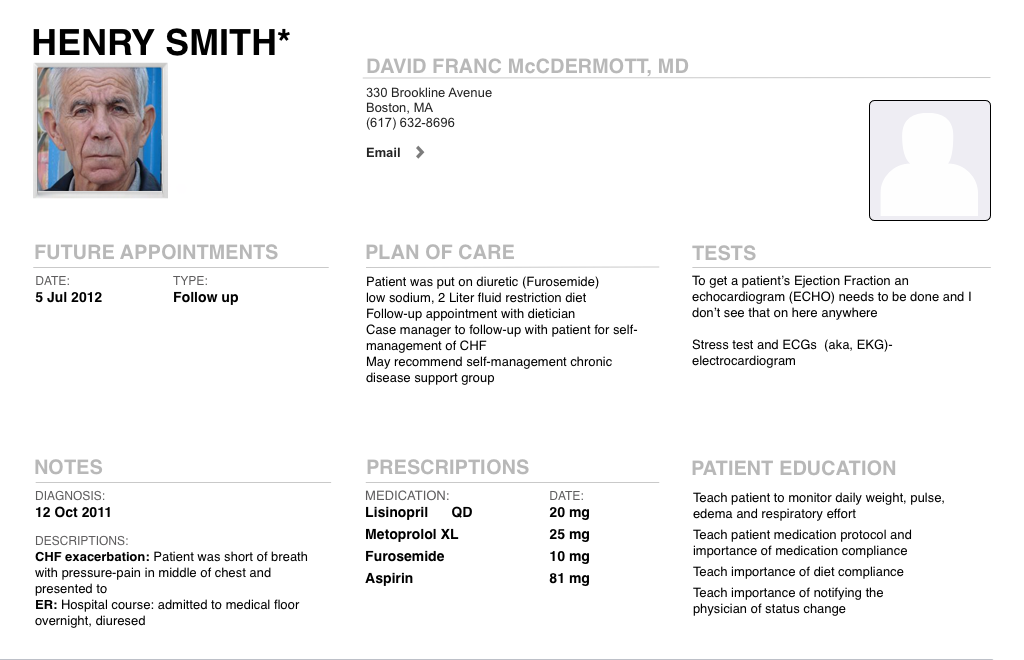 HENRY SMITH*
DAVID FRANC McCDERMOTT, MD
330 Brookline Avenue
Boston, MA
(617) 632-8696
Email
FUTURE APPOINTMENTS
DATE: TYPE:
5 Jul 2012 Follow up
PLAN OF CARE
Patient was put on diuretic (Furosemide)
low sodium, 2 Liter fluid restriction diet
Follow-up appointment with dietician
Case manager to follow-up with patient for self-
management of CHF
May recommend self-management chronic
disease support group
TESTS
To get a patient's Ejection Fraction an
echocardiogram (ECHO) needs to be done and I
don't see that on here anywhere
Stress test and ECGs (aka, EKG)-
electrocardiogram
NOTES
DIAGNOSIS:
12 Oct 2011
DESCRIPTIONS:
CHF exacerbation: Patient was short of breath
with pressure-pain in middle of chest and
presented to
ER: Hospital course: admitted to medical floor
overnight, diuresed
PRESCRIPTIONS
MEDICATION: DATE:
Lisinopril QD 20 mg
Metoprolol XL 25 mg
Furosemide 10 mg
Aspirin 81 mg
PATIENT EDUCATION
Teach patient to monitor daily weight, pulse,
edema and respiratory effort
Teach patient medication protocol and
importance of medication compliance
Teach importance of diet compliance
Teach importance of notifying the
physician of status change